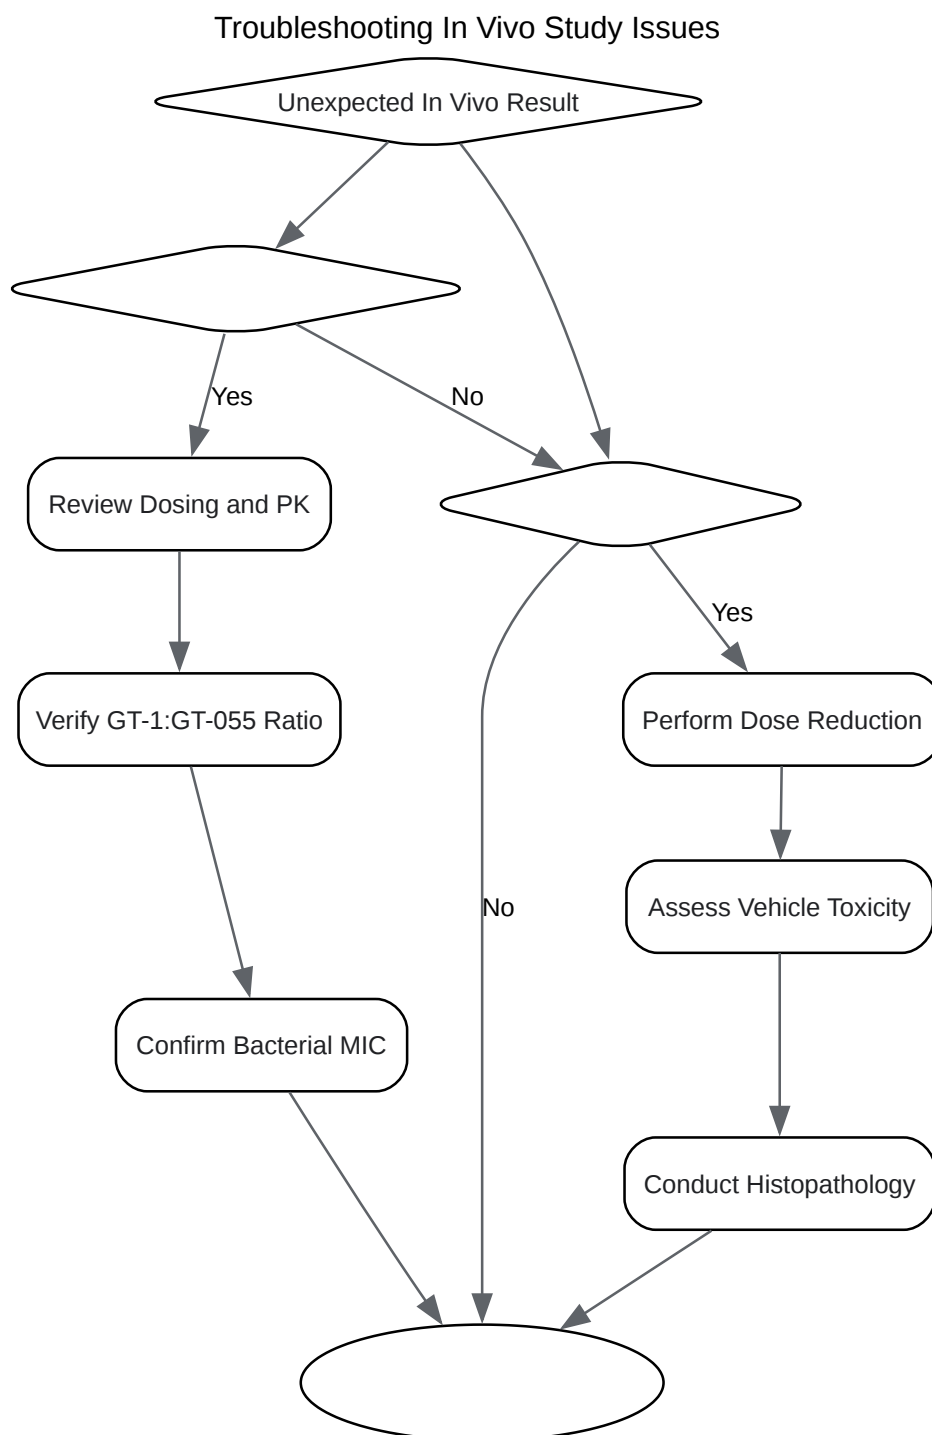 Troubleshooting In Vivo Study Issues
Unexpected In Vivo Result
Yes
No
Review Dosing and PK
Yes
Verify GT-1:GT-055 Ratio
Perform Dose Reduction
No
Assess Vehicle Toxicity
Confirm Bacterial MIC
Conduct Histopathology